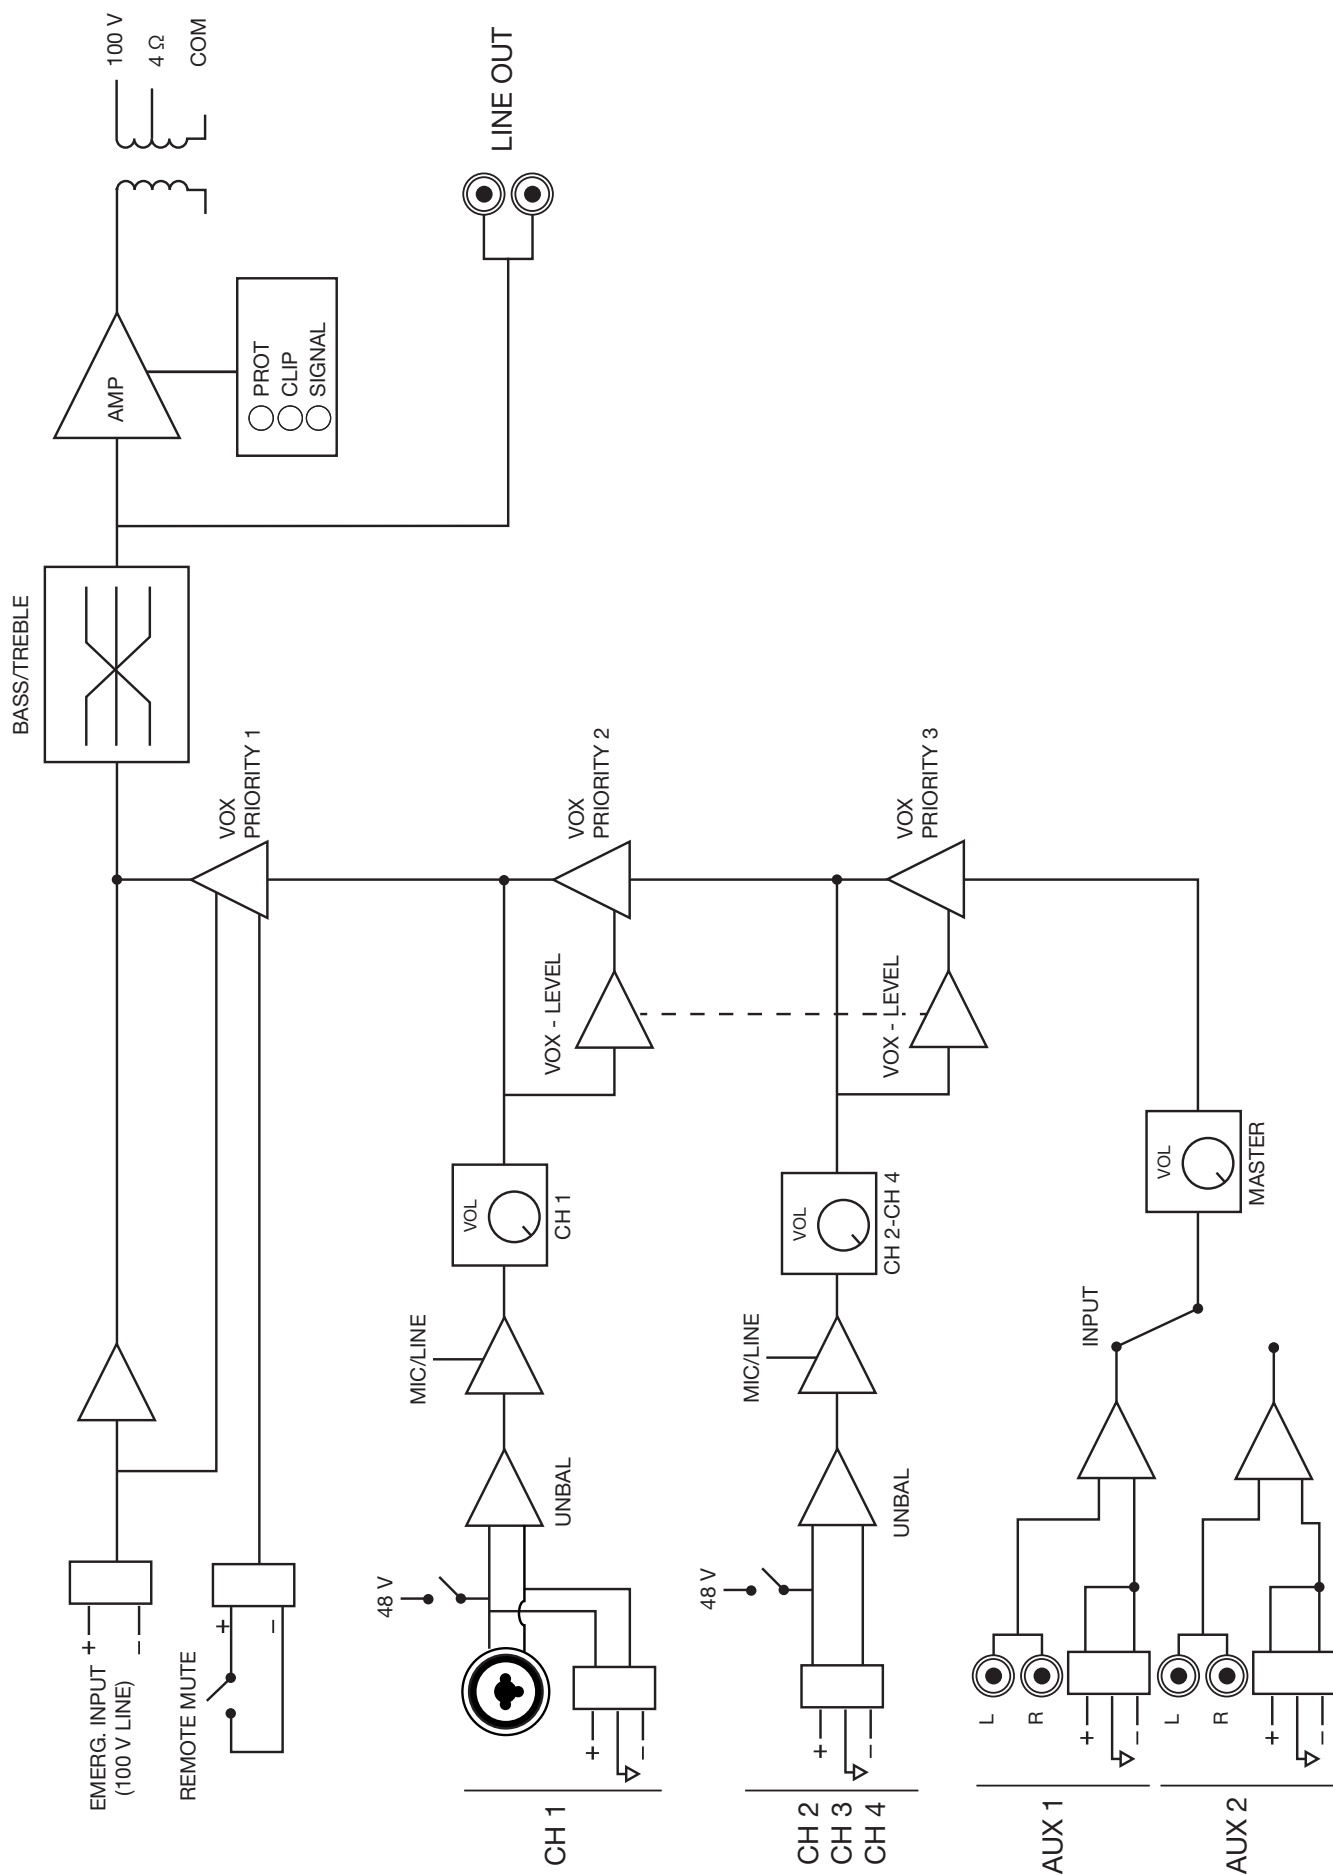 EMERG. INPUT
(100 V LINE)
+
–
REMOTE MUTE
+
–
BASS/TREBLE
AMP
100 V
4 Ω
COM
PROT
CLIP
SIGNAL
LINE OUT
VOX
PRIORITY 1
CH 1
+
–
48 V
UNBAL
MIC/LINE
VOL
CH 1
VOX - LEVEL
VOX
PRIORITY 2
CH 2
CH 3
CH 4
+
–
48 V
UNBAL
MIC/LINE
VOL
CH 2-CH 4
VOX - LEVEL
VOX
PRIORITY 3
AUX 1
L
R
+
–
INPUT
VOL
MASTER
AUX 2
L
R
+
–